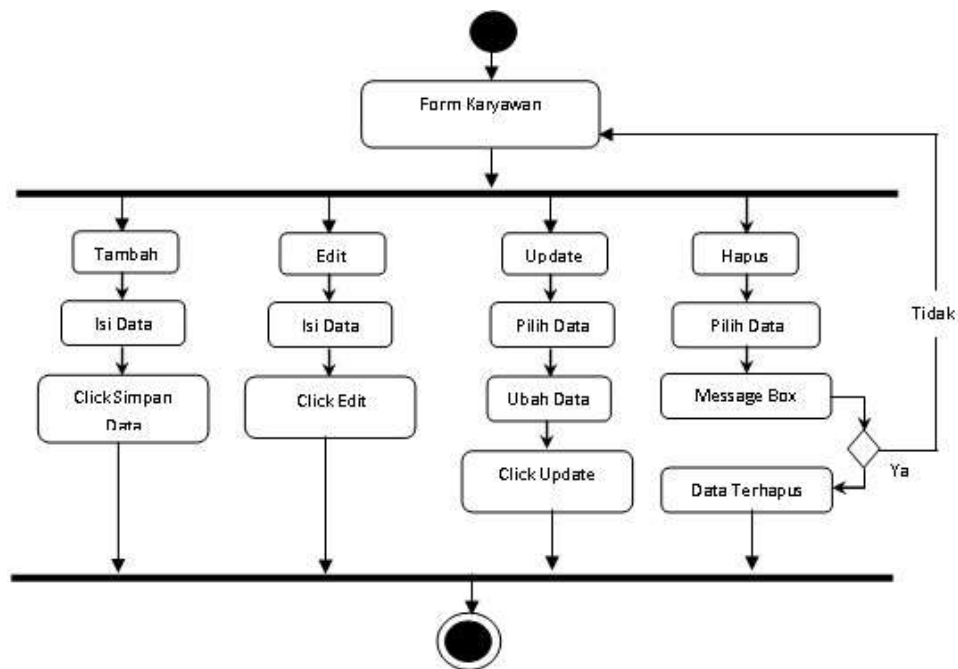 Form Karyawan
Tambah
Edit
Update
Hapus
Isi Data
Isi Data
Pilih Data
Pilih Data
Tidak
Click Simpan
Data
Click Edit
Ubah Data
Message Box
Click Update
Ya
Data Terhapus